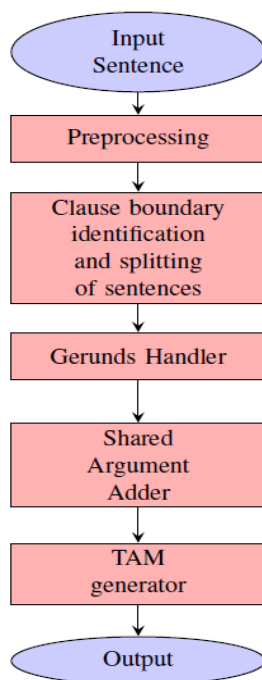 Input
Sentence
Preprocessing
Clause boundary
identification
and splitting
of sentences
Gerunds Handler
Shared
Argument
Adder
TAM
generator
Output